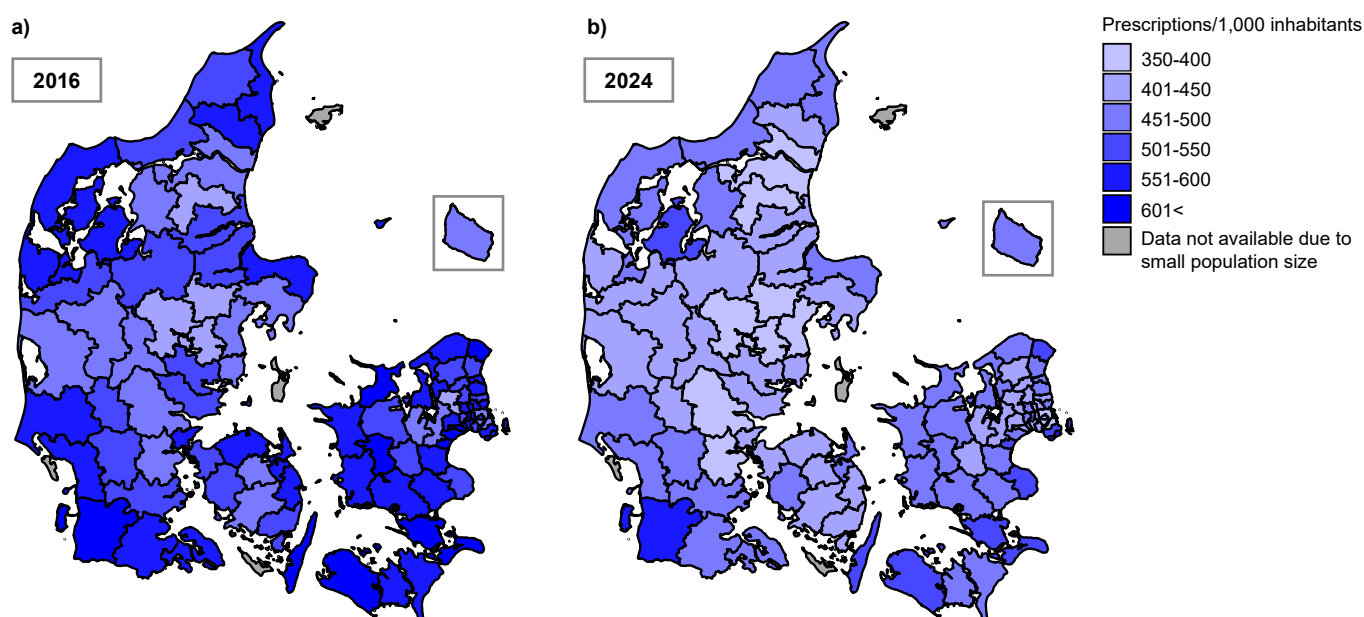 a)
2016
b)
2024
Prescriptions/1,000 inhabitants
350-400
401-450
451-500
501-550
551-600
601<
Data not available due to
small population size